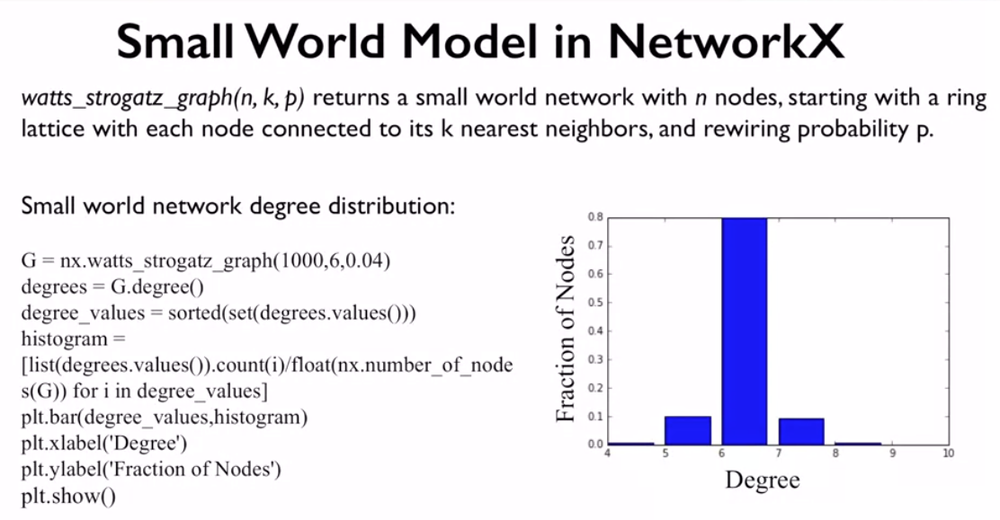 Small World Model in NetworkX
watts_strogatz_graph(n, k, p) returns a small world network with n nodes, starting with a ring
lattice with each node connected to its k nearest neighbors, and rewiring probability p.
Small world network degree distribution:
G = nx.watts_strogatz_graph(1000,6,0.04)
degrees = G.degree()
degree_values = sorted(set(degrees.values()))
histogram =
[list(degrees.values()).count(i)/float(nx.number_of_node
s(G)) for i in degree_values]
plt.bar(degree_values,histogram)
plt.xlabel('Degree')
plt.ylabel('Fraction of Nodes')
plt.show()
Fraction of Nodes
0.8
0.7
0.6
0.5
0.4
0.3
0.2
0.1
0.0
4 5 6 7 8 9 10
Degree